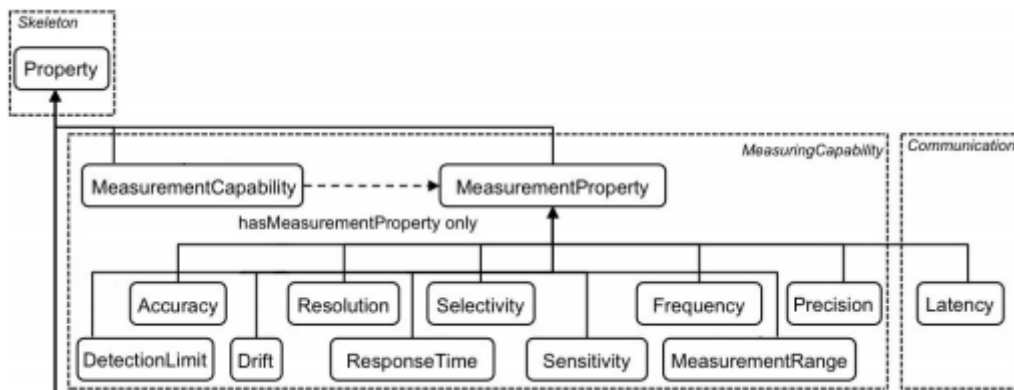 Skeleton
Property
MeasuringCapability
Communication
MeasurementCapability
MeasurementProperty
hasMeasurementProperty only
Accuracy
Resolution
Selectivity
Frequency
Precision
Latency
DetectionLimit
Drift
ResponseTime
Sensitivity
MeasurementRange